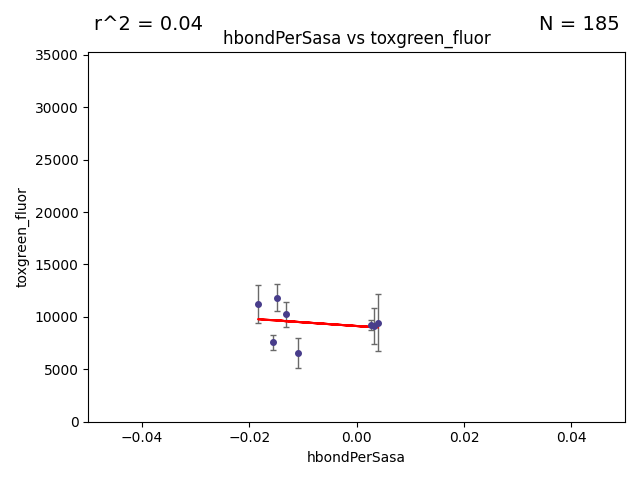 r^2 = 0.04
N = 185
hbondPerSasa vs toxgreen_fluor
35000
30000
25000
20000
15000
10000
5000
0
toxgreen_fluor
−0.04
−0.02
0.00
0.02
0.04
hbondPerSasa